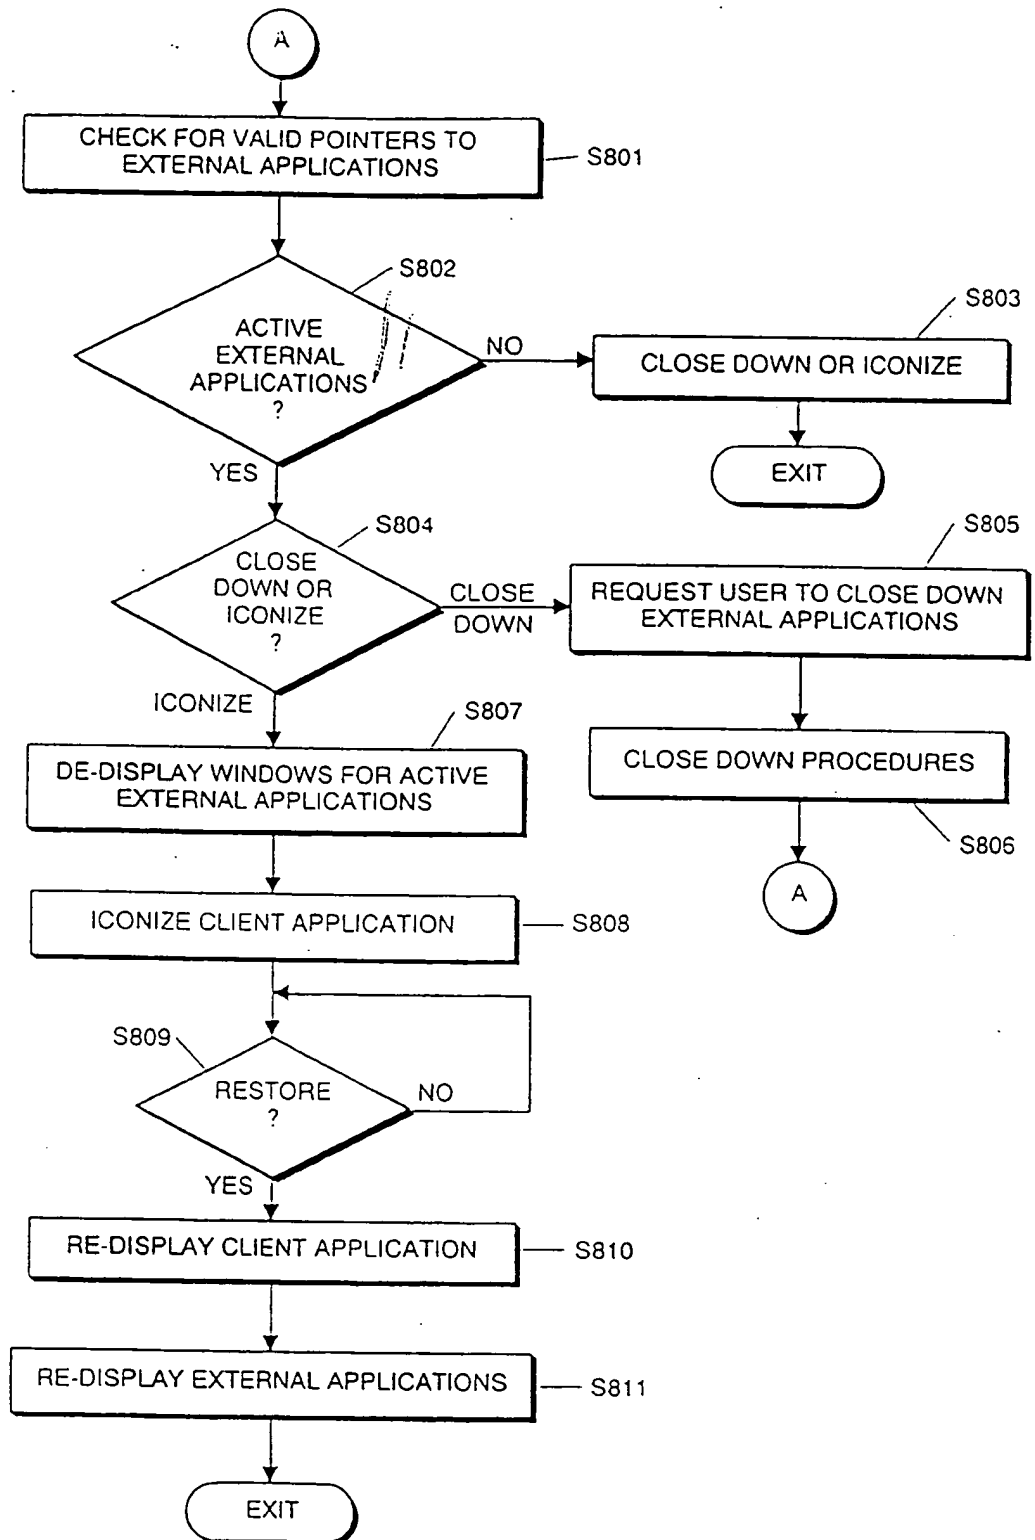 A
CHECK FOR VALID POINTERS TO
EXTERNAL APPLICATIONS
S801
S802
ACTIVE
EXTERNAL
APPLICATIONS
?
NO
S803
CLOSE DOWN OR ICONIZE
EXIT
YES
S804
CLOSE
DOWN OR
ICONIZE
?
CLOSE
DOWN
S805
REQUEST USER TO CLOSE DOWN
EXTERNAL APPLICATIONS
CLOSE DOWN PROCEDURES
S806
A
ICONIZE
S807
DE-DISPLAY WINDOWS FOR ACTIVE
EXTERNAL APPLICATIONS
ICONIZE CLIENT APPLICATION
S808
S809
RESTORE
?
NO
YES
RE-DISPLAY CLIENT APPLICATION
S810
RE-DISPLAY EXTERNAL APPLICATIONS
S811
EXIT